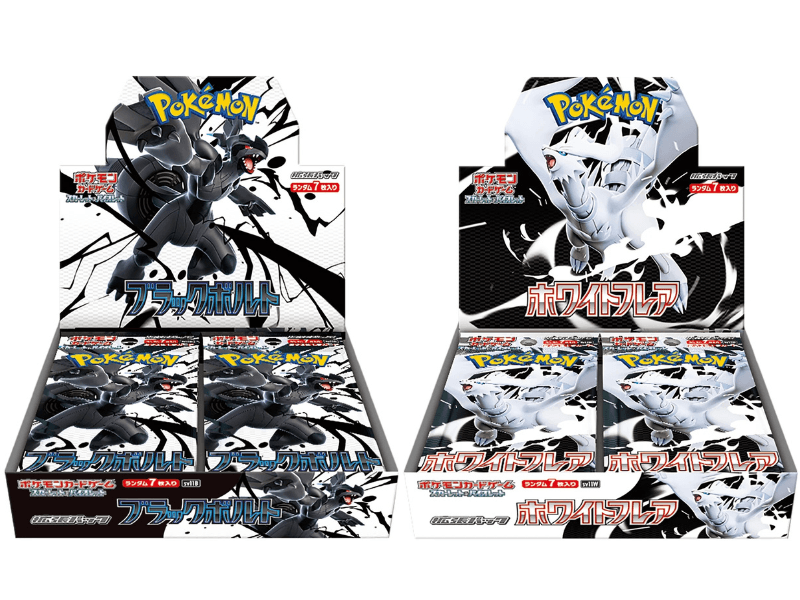 POKéMON
ポケモン
カードゲーム
スカーレット&バイオレット
拡張パック
ランダム7枚入り
ブラックボルト
POKéMON
POKéMON
ブラックボルト
ブラックボルト
ポケモンカードゲーム
スカーレット&バイオレット
ランダム7枚入り
sv11B
拡張パック
ブラックボルト
POKéMON
ポケモン
カードゲーム
スカーレット&バイオレット
拡張パック
ランダム7枚入り
ホワイトフレア
POKéMON
POKéMON
ホワイトフレア
ホワイトフレア
ポケモンカードゲーム
スカーレット&バイオレット
ランダム7枚入り
sv11W
拡張パック
ホワイトフレア